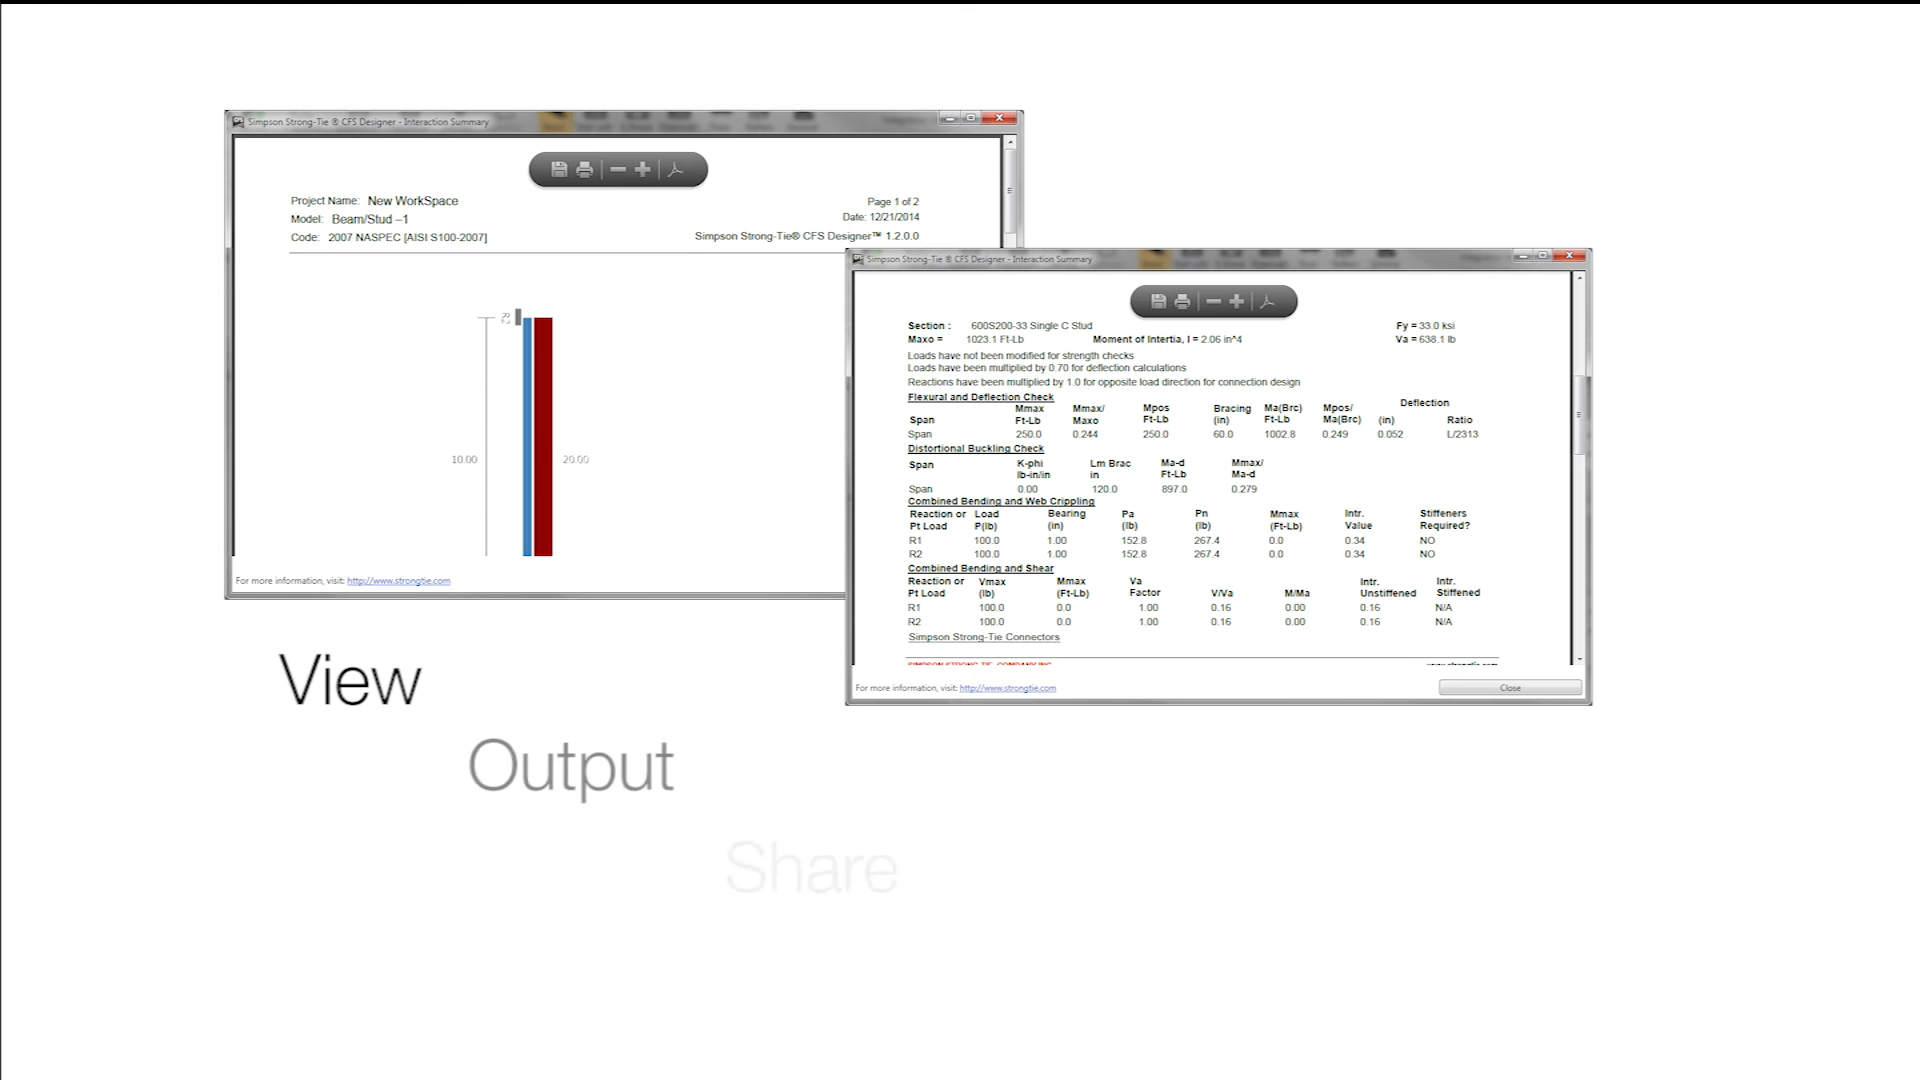 Simpson Strong-Tie ® CFS Designer - Interaction Summary
Project Name: New WorkSpace
Page 1 of 2
Model: Beam/Stud –1
Date: 12/21/2014
Code: 2007 NASPEC [AISI S100-2007]
Simpson Strong-Tie® CFS Designer™ 1.2.0.0
R2
10.00
20.00
For more information, visit: http://www.strongtie.com
Simpson Strong-Tie ® CFS Designer - Interaction Summary
Section : 600S200-33 Single C Stud Fy = 33.0 ksi
Maxo = 1023.1 Ft-Lb Moment of Intertia, I = 2.06 in^4 Va = 638.1 lb
Loads have not been modified for strength checks
Loads have been multiplied by 0.70 for deflection calculations
Reactions have been multiplied by 1.0 for opposite load direction for connection design
Flexural and Deflection Check
Deflection
Mmax Mmax/ Mpos Bracing Ma(Brc) Mpos/
Span Ft-Lb Maxo Ft-Lb (in) Ft-Lb Ma(Brc) (in) Ratio
Span 250.0 0.244 250.0 60.0 1002.8 0.249 0.052 L/2313
Distortional Buckling Check
Span K-phi Lm Brac Ma-d Mmax/
lb-in/in in Ft-Lb Ma-d
Span 0.00 120.0 897.0 0.279
Combined Bending and Web Crippling
Reaction or Load Bearing Pa Pn Mmax Intr. Stiffeners
Pt Load P(lb) (in) (lb) (lb) (Ft-Lb) Value Required?
R1 100.0 1.00 152.8 267.4 0.0 0.34 NO
R2 100.0 1.00 152.8 267.4 0.0 0.34 NO
Combined Bending and Shear
Reaction or Vmax Mmax Va Intr. Intr.
Pt Load (lb) (Ft-Lb) Factor V/Va M/Ma Unstiffened Stiffened
R1 100.0 0.0 1.00 0.16 0.00 0.16 N/A
R2 100.0 0.0 1.00 0.16 0.00 0.16 N/A
Simpson Strong-Tie Connectors
SIMPSON STRONG-TIE COMPANY INC.
www.strongtie.com
For more information, visit: http://www.strongtie.com
Close
View
Output
Share